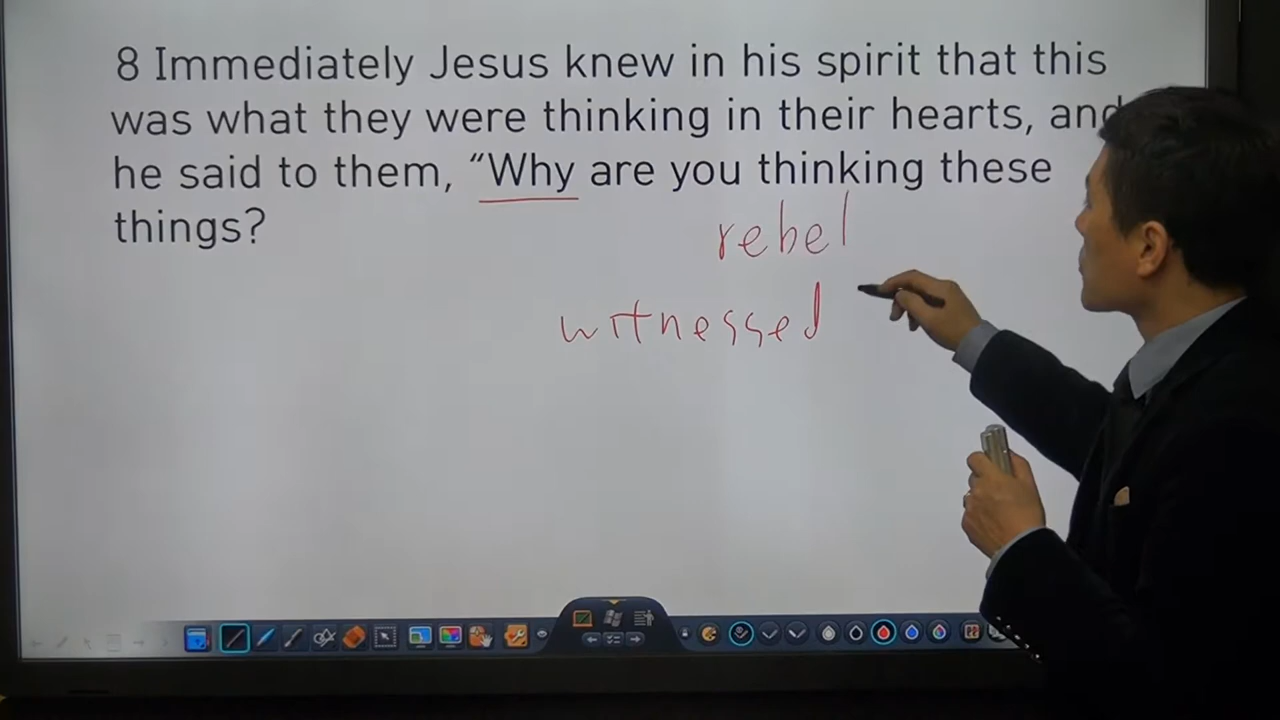 8 Immediately Jesus knew in his spirit that this
was what they were thinking in their hearts, and
he said to them, “Why are you thinking these
things?
rebel
witnessed